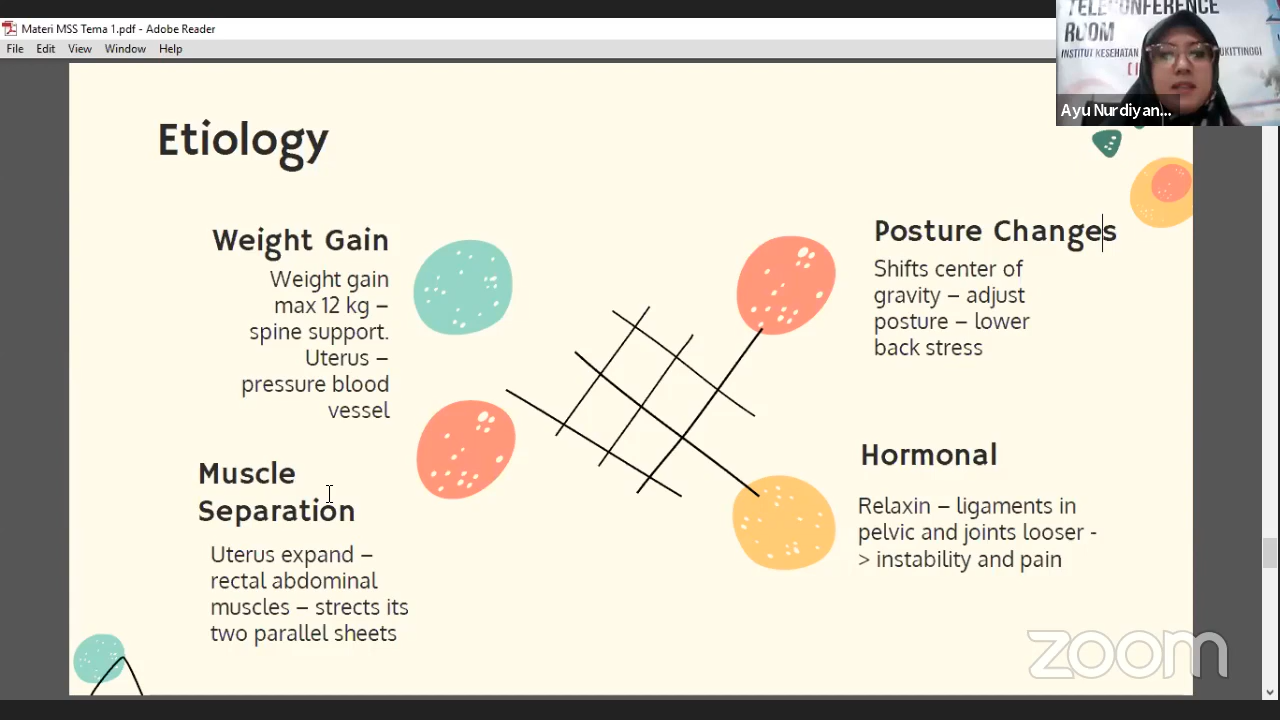 Materi MSS Tema 1.pdf - Adobe Reader
File Edit View Window Help
TELECONFERENCE
ROOM
INSTITUT KESEHATAN
Ayu Nurdiyan...
Etiology
Weight Gain
Weight gain
max 12 kg –
spine support.
Uterus –
pressure blood
vessel
Muscle
Separation
Uterus expand –
rectal abdominal
muscles – strects its
two parallel sheets
Posture Changes
Shifts center of
gravity – adjust
posture – lower
back stress
Hormonal
Relaxin – ligaments in
pelvic and joints looser -
> instability and pain
zoom